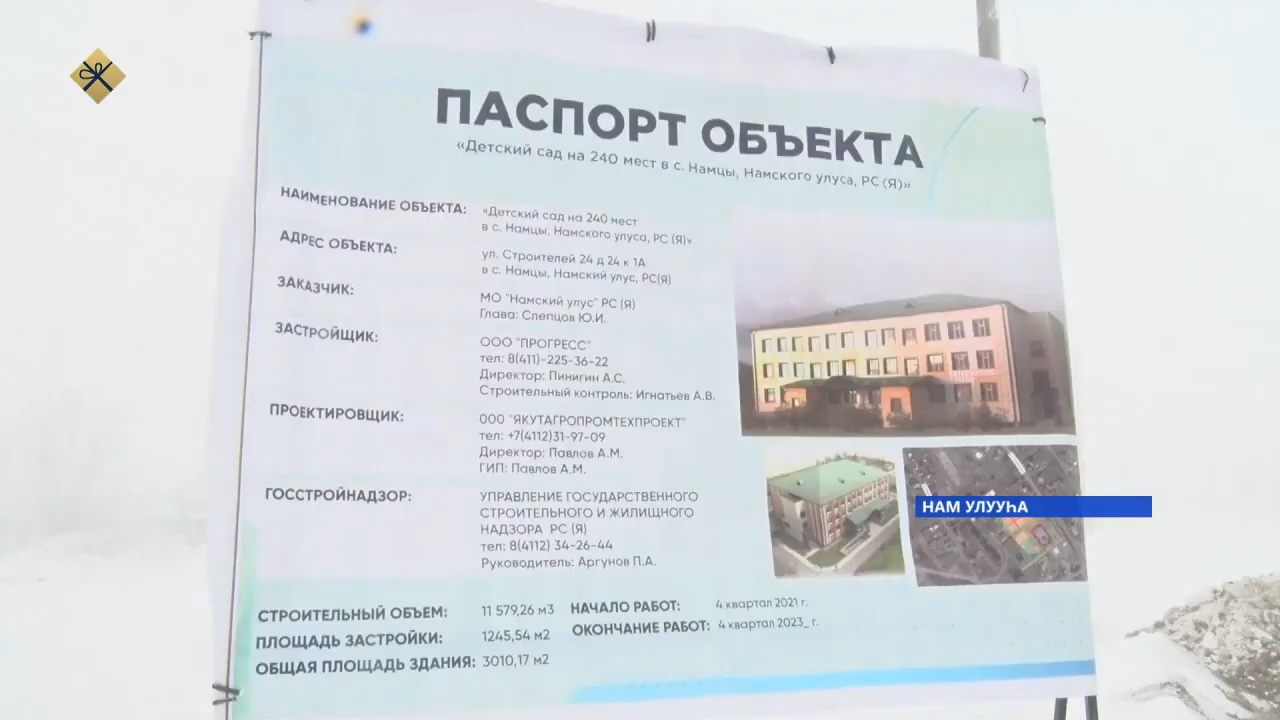 ПАСПОРТ ОБЪЕКТА
«Детский сад на 240 мест в с. Намцы, Намского улуса, РС (Я)»
НАИМЕНОВАНИЕ ОБЪЕКТА: «Детский сад на 240 мест
в с. Намцы, Намского улуса, РС (Я)»
АДРЕС ОБЪЕКТА: ул. Строителей 24 д 24 к 1А
в с. Намцы, Намский улус, РС(Я)
ЗАКАЗЧИК: МО "Намский улус" РС (Я)
Глава: Слепцов Ю.И.
ЗАСТРОЙЩИК: ООО "ПРОГРЕСС"
тел: 8(411)-225-36-22
Директор: Пинигин А.С.
Строительный контроль: Игнатьев А.В.
ПРОЕКТИРОВЩИК: ООО "ЯКУТАГРОПРОМТЕХПРОЕКТ"
тел: +7(4112)31-97-09
Директор: Павлов А.М.
ГИП: Павлов А.М.
ГОССТРОЙНАДЗОР: УПРАВЛЕНИЕ ГОСУДАРСТВЕННОГО
СТРОИТЕЛЬНОГО И ЖИЛИЩНОГО
НАДЗОРА РС (Я)
тел: 8(4112) 34-26-44
Руководитель: Аргунов П.А.
НАМ УЛУУҺА
СТРОИТЕЛЬНЫЙ ОБЪЕМ: 11 579,26 м3 НАЧАЛО РАБОТ: 4 квартал 2021 г.
ПЛОЩАДЬ ЗАСТРОЙКИ: 1245,54 м2 ОКОНЧАНИЕ РАБОТ: 4 квартал 2023_ г.
ОБЩАЯ ПЛОЩАДЬ ЗДАНИЯ: 3010,17 м2